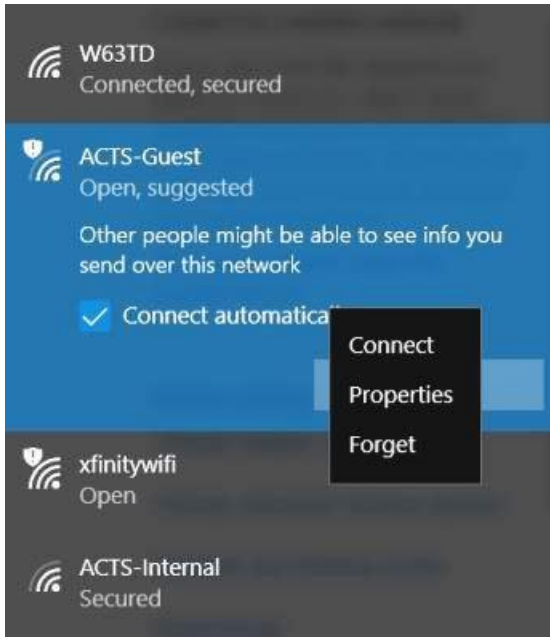 W63TD
Connected, secured
ACTS-Guest
Open, suggested
Other people might be able to see info you
send over this network
Connect automatica
Connect
Properties
Forget
xfinitywifi
Open
ACTS-Internal
Secured